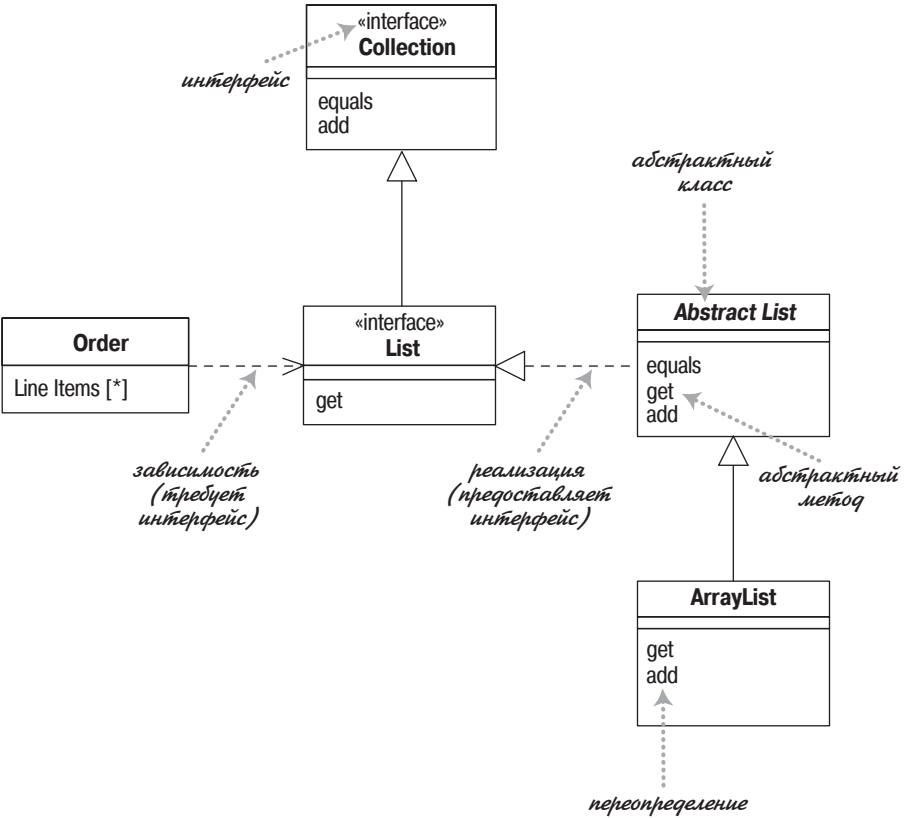 «interface»
Collection
интерфейс
equals
add
абстрактный
класс
Order
Line Items [*]
«interface»
List
get
Abstract List
equals
get
add
зависимость
(требует
интерфейс)
реализация
(предоставляет
интерфейс)
абстрактный
метод
ArrayList
get
add
переопределение